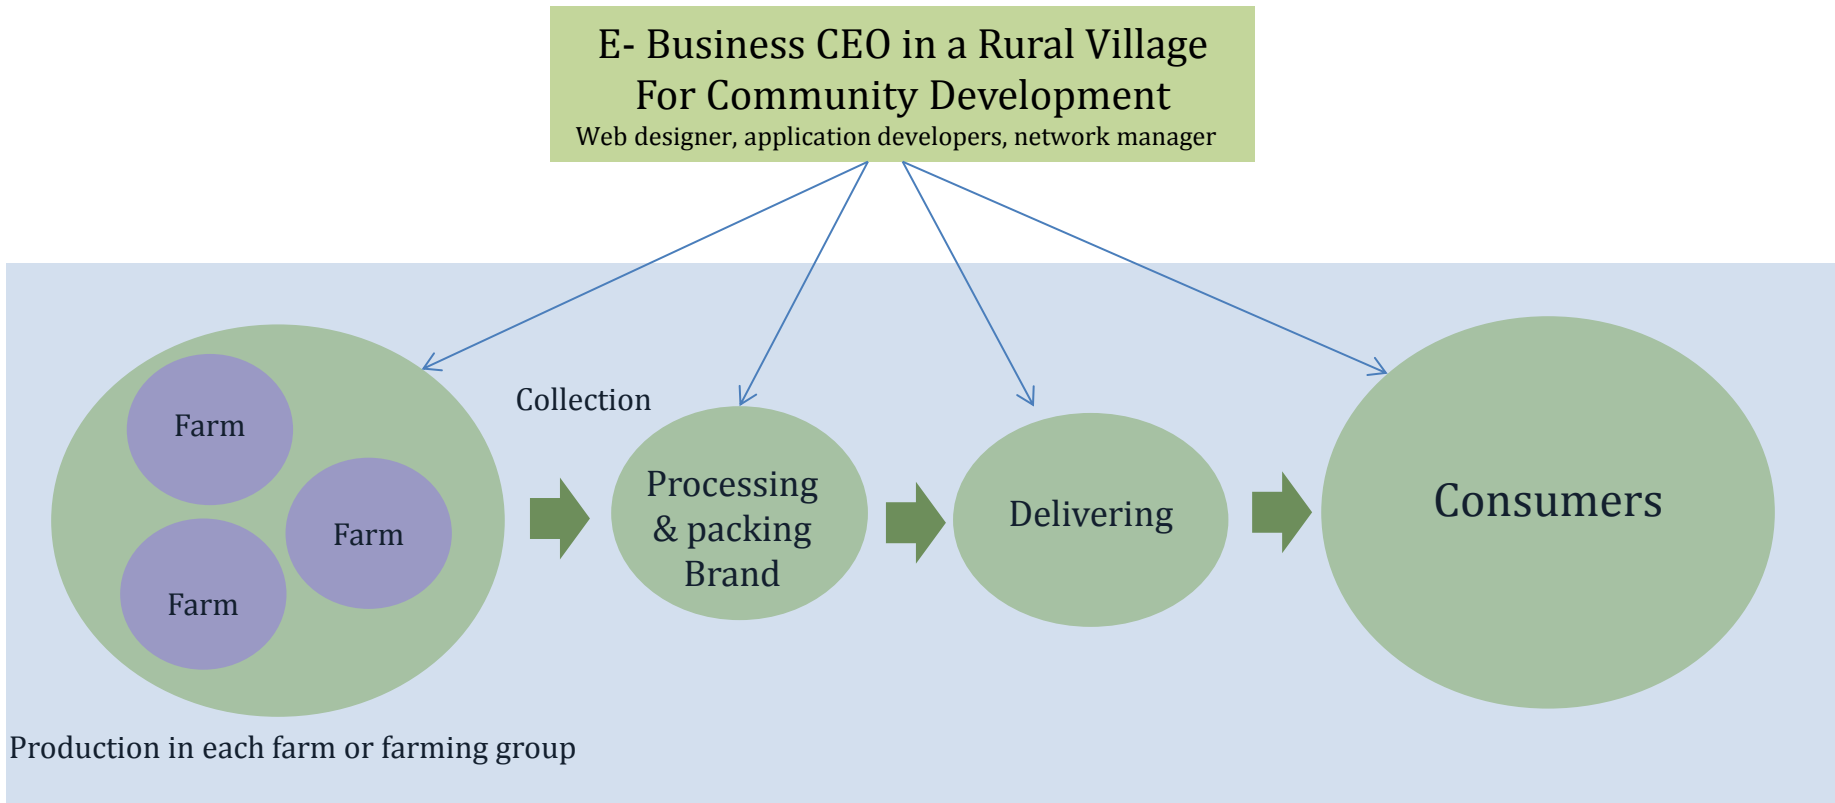 E- Business CEO in a Rural Village
For Community Development
Web designer, application developers, network manager
Collection
Farm
Farm
Farm
Processing
& packing
Brand
Delivering
Consumers
Production in each farm or farming group